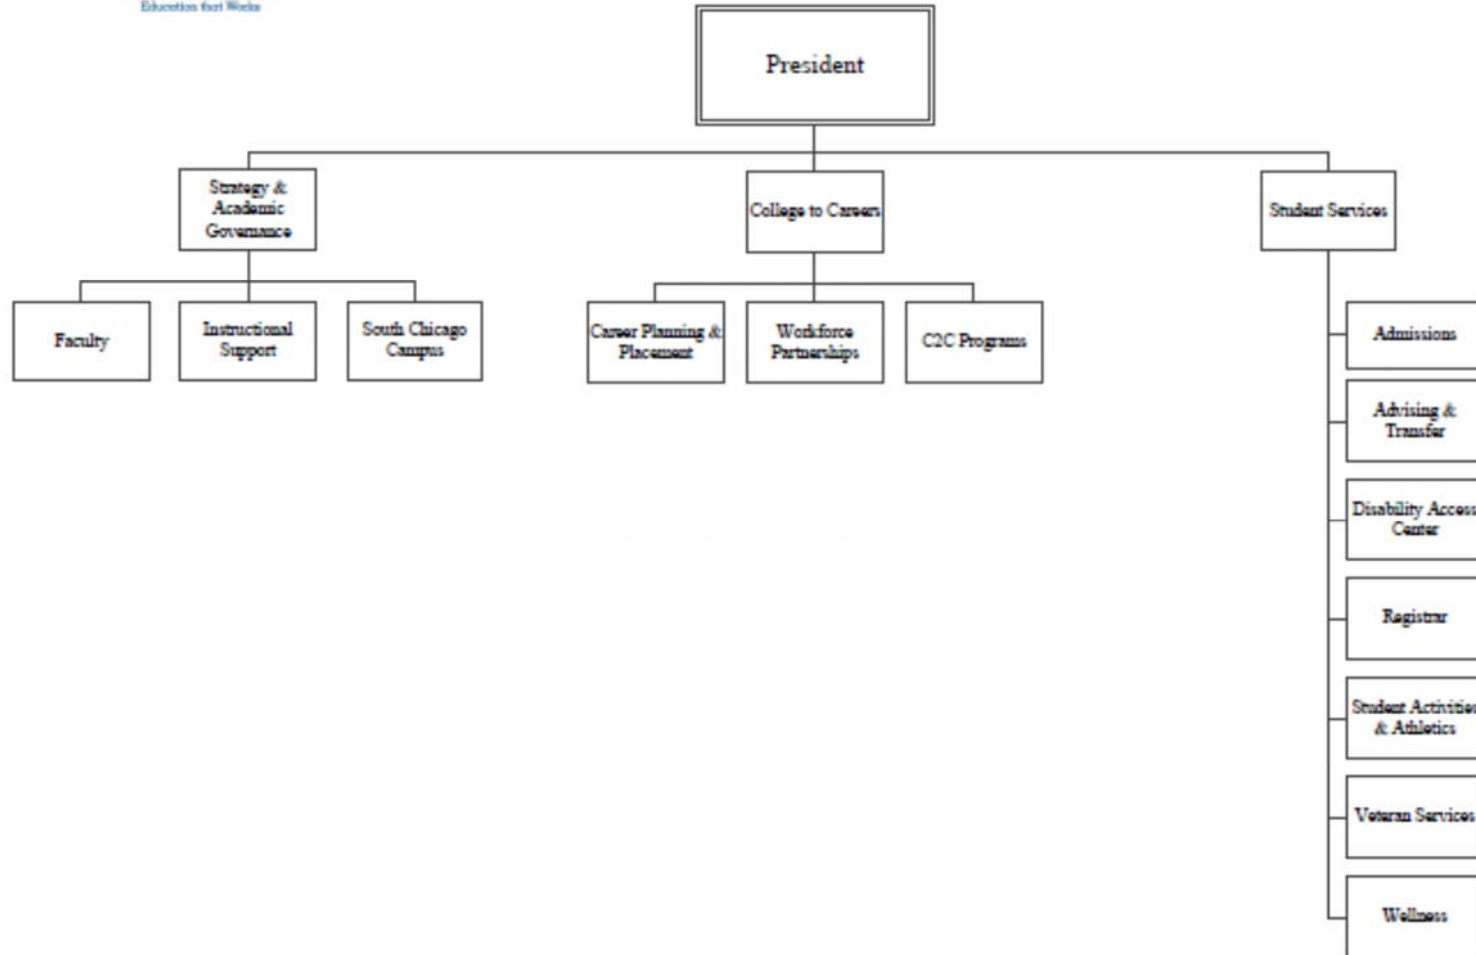 Education that Works
President
Strategy &
Academic
Governance
College to Careers
Student Services
Faculty
Instructional
Support
South Chicago
Campus
Career Planning &
Placement
Workforce
Partnerships
C2C Programs
Admissions
Advising &
Transfer
Disability Access
Center
Registrar
Student Activities
& Athletics
Veteran Services
Wellness